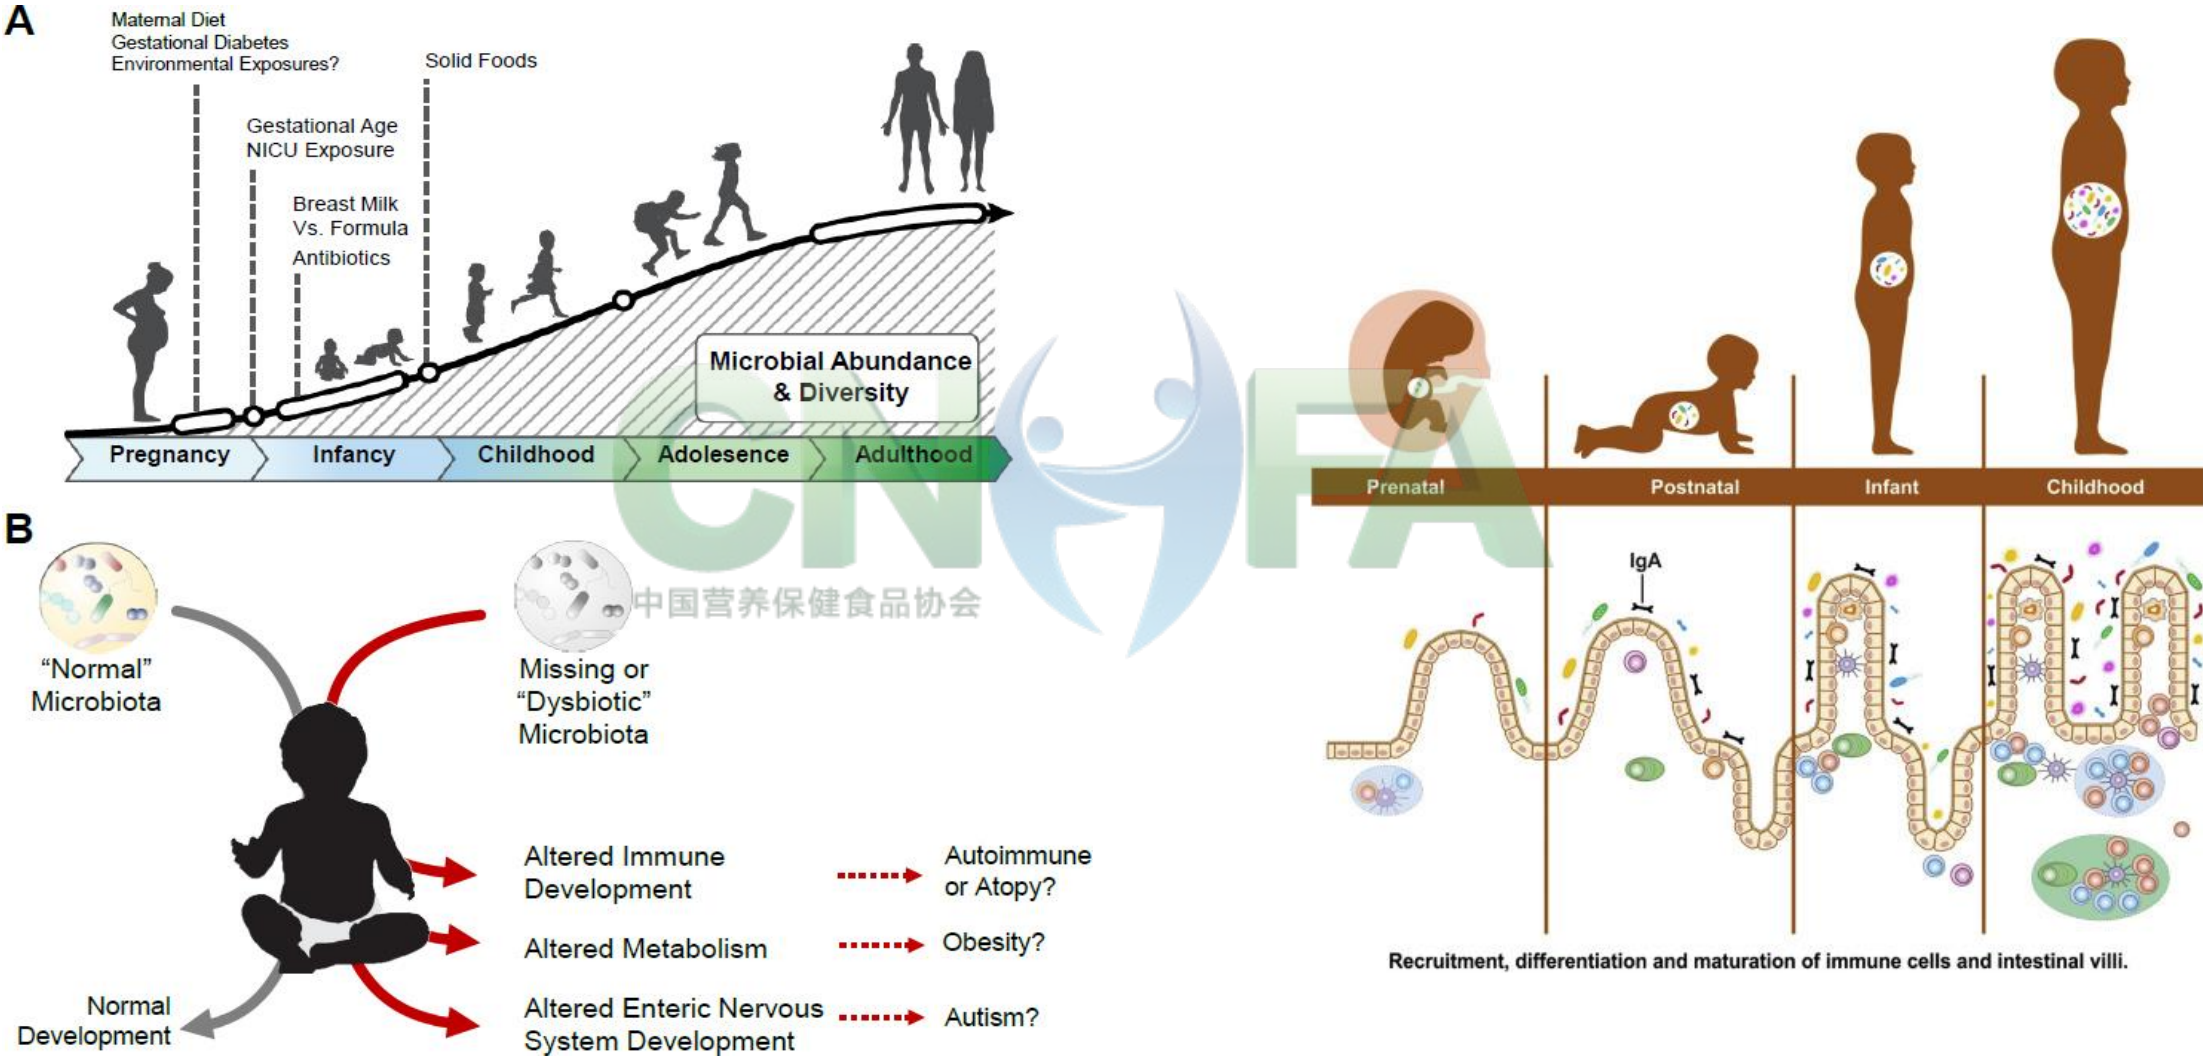 A
Maternal Diet
Gestational Diabetes
Environmental Exposures?
Solid Foods
Gestational Age
NICU Exposure
Breast Milk
Vs. Formula
Antibiotics
Microbial Abundance
& Diversity
Pregnancy
Infancy
Childhood
Adolesence
Adulthood
B
“Normal”
Microbiota
Missing or
“Dysbiotic”
Microbiota
Altered Immune
Development
Autoimmune
or Atopy?
Altered Metabolism
Obesity?
Altered Enteric Nervous
System Development
Autism?
Normal
Development
CNHFA
中国营养保健食品协会
Prenatal
Postnatal
Infant
Childhood
IgA
Recruitment, differentiation and maturation of immune cells and intestinal villi.